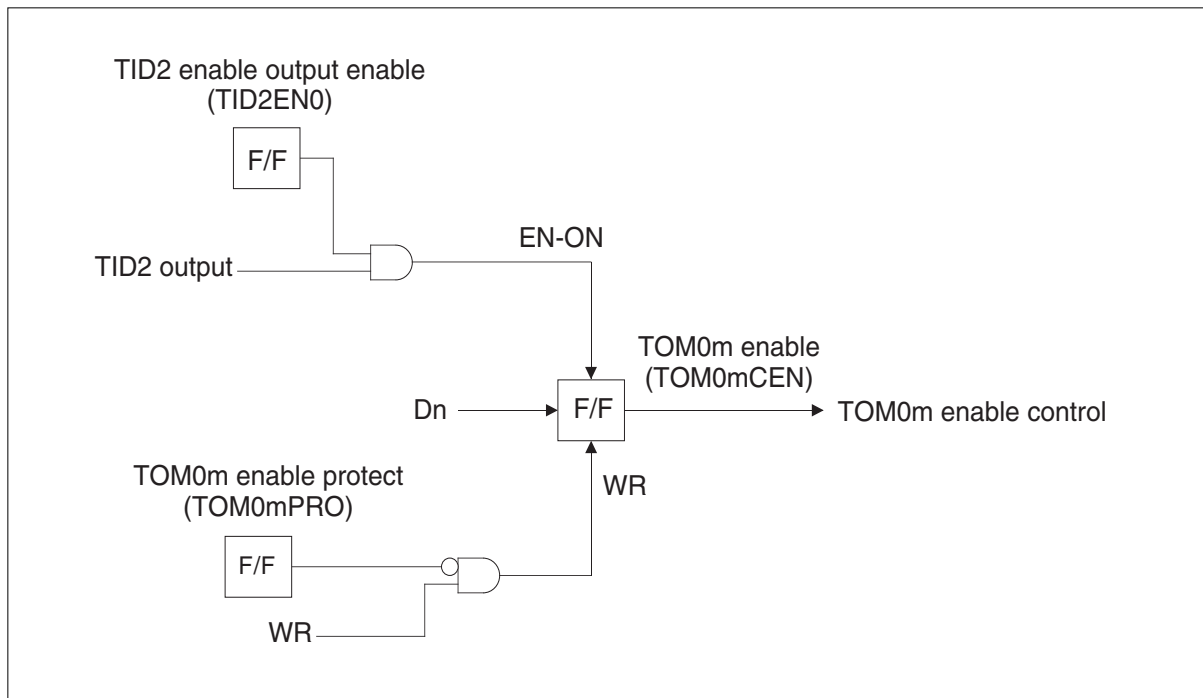 TID2 enable output enable
(TID2EN0)
F/F
EN-ON
TID2 output
TOM0m enable
(TOM0mCEN)
Dn
F/F
TOM0m enable control
TOM0m enable protect
(TOM0mPRO)
WR
F/F
WR